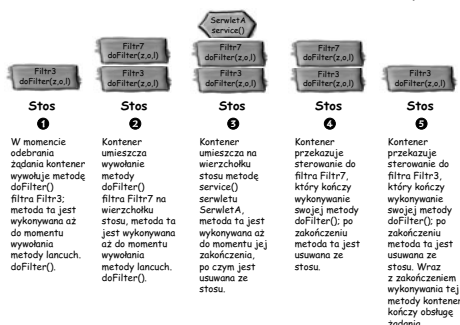 Filtr3
doFilter(z,o,l)
Stos
1
W momencie
odebrania
żądania kontener
wywołuje metodę
doFilter()
filtra Filtr3;
metoda ta jest
wykonywana aż
do momentu
wywołania
metody lancuch.
doFilter().
Filtr7
doFilter(z,o,l)
Filtr3
doFilter(z,o,l)
Stos
2
Kontener
umieszcza
wywołanie
metody
doFilter()
filtra Filtr7 na
wierzchołku
stosu, metoda ta
jest wykonywana
aż do momentu
wywołania
metody lancuch.
doFilter().
SerwletA
service()
Filtr7
doFilter(z,o,l)
Filtr3
doFilter(z,o,l)
Stos
3
Kontener
umieszcza na
wierzchołku
stosu metodę
service()
serwletu
SerwletA,
metoda ta jest
wykonywana aż
do momentu jej
zakończenia,
po czym jest
usuwana ze
stosu.
Filtr7
doFilter(z,o,l)
Filtr3
doFilter(z,o,l)
Stos
4
Kontener
przekazuje
sterowanie do
filtra Filtr7,
który kończy
wykonywanie
swojej metody
doFilter(); po
zakończeniu
metoda ta jest
usuwana ze
stosu.
Filtr3
doFilter(z,o,l)
Stos
5
Kontener
przekazuje
sterowanie do
filtra Filtr3,
który kończy
wykonywanie
swojej metody
doFilter(); po
zakończeniu
metoda ta jest
usuwana ze
stosu. Wraz
z zakończeniem
wykonywania tej
metody kontener
kończy obsługę
żądania